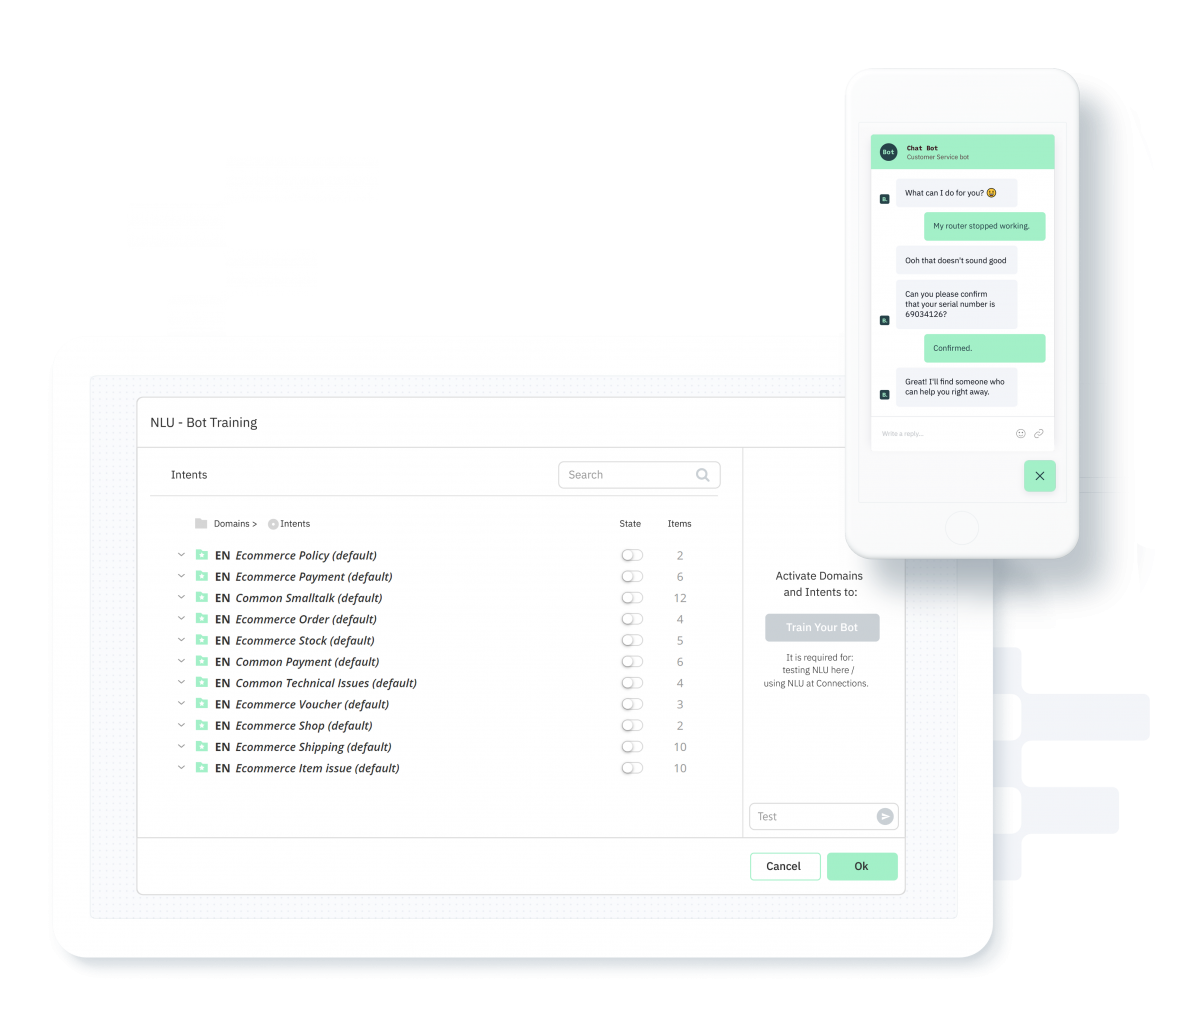 Bot
Chat Bot
Customer Service bot
What can I do for you?
B.
My router stopped working.
Ooh that doesn't sound good
Can you please confirm
that your serial number is
69034126?
B.
Confirmed.
Great! I'll find someone who
can help you right away.
B.
Write a reply...
NLU - Bot Training
Intents
Search
Domains > Intents State Items
EN Ecommerce Policy (default) 2
EN Ecommerce Payment (default) 6
EN Common Smalltalk (default) 12
EN Ecommerce Order (default) 4
EN Ecommerce Stock (default) 5
EN Common Payment (default) 6
EN Common Technical Issues (default) 4
EN Ecommerce Voucher (default) 3
EN Ecommerce Shop (default) 2
EN Ecommerce Shipping (default) 10
EN Ecommerce Item issue (default) 10
Activate Domains
and Intents to:
Train Your Bot
It is required for:
testing NLU here /
using NLU at Connections.
Test
Cancel
Ok